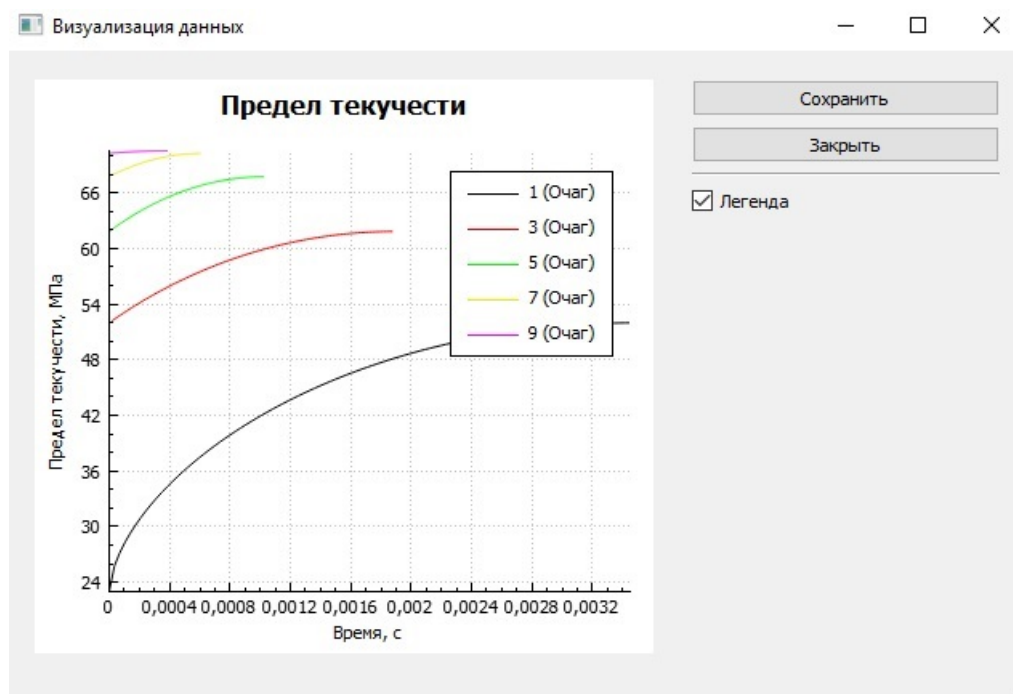 Визуализация данных
Предел текучести
Сохранить
Закрыть
Легенда
1 (Очаг)
3 (Очаг)
5 (Очаг)
7 (Очаг)
9 (Очаг)
Предел текучести, МПа
66
60
54
48
42
36
30
24
0 0,0004 0,0008 0,0012 0,0016 0,002 0,0024 0,0028 0,0032
Время, с